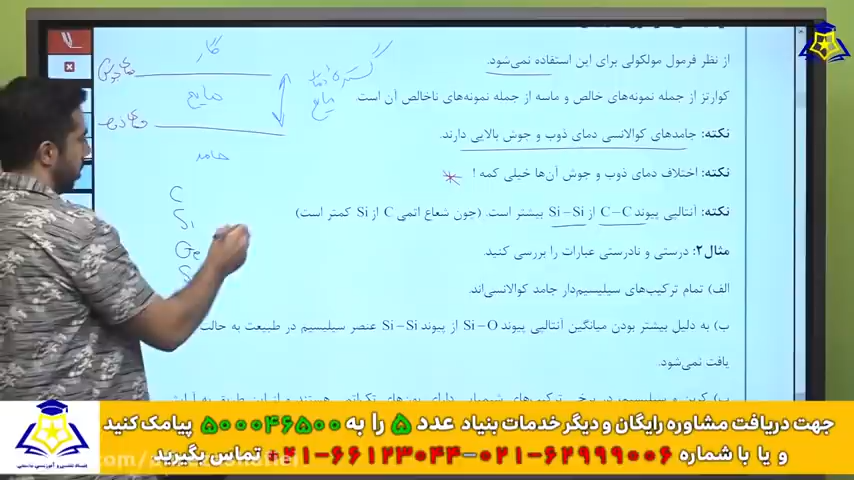 از نظر فرمول مولکولی برای این استفاده نمی‌شود.
کوارتز از جمله نمونه‌های خالص و ماسه از جمله نمونه‌های ناخالص آن است.
نکته: جامدهای کوالانسی دمای ذوب و جوش بالایی دارند.
نکته: اختلاف دمای ذوب و جوش آن‌ها خیلی کمه !
نکته: آنتالپی پیوند C−C از Si−Si بیشتر است. (چون شعاع اتمی C از Si کمتر است)
مثال۲: درستی و نادرستی عبارات را بررسی کنید.
الف) تمام ترکیب‌های سیلیسیم‌دار جامد کوالانسی‌اند.
ب) به دلیل بیشتر بودن میانگین آنتالپی پیوند Si−O از پیوند Si−Si عنصر سیلیسیم در طبیعت به حالت
یافت نمی‌شود.
گاز
مایع
جامد
گستره
مایع
C
Si
Ge
جهت دریافت مشاوره رایگان و دیگر خدمات بنیاد عدد ۵ را به ۵۰۰۰۴۶۵۰۰ پیامک کنید
و یا با شماره ۰۲۱-۶۲۹۹۹۰۰۶-۰۲۱-۶۶۱۲۳۰۴۴ تماس بگیرید